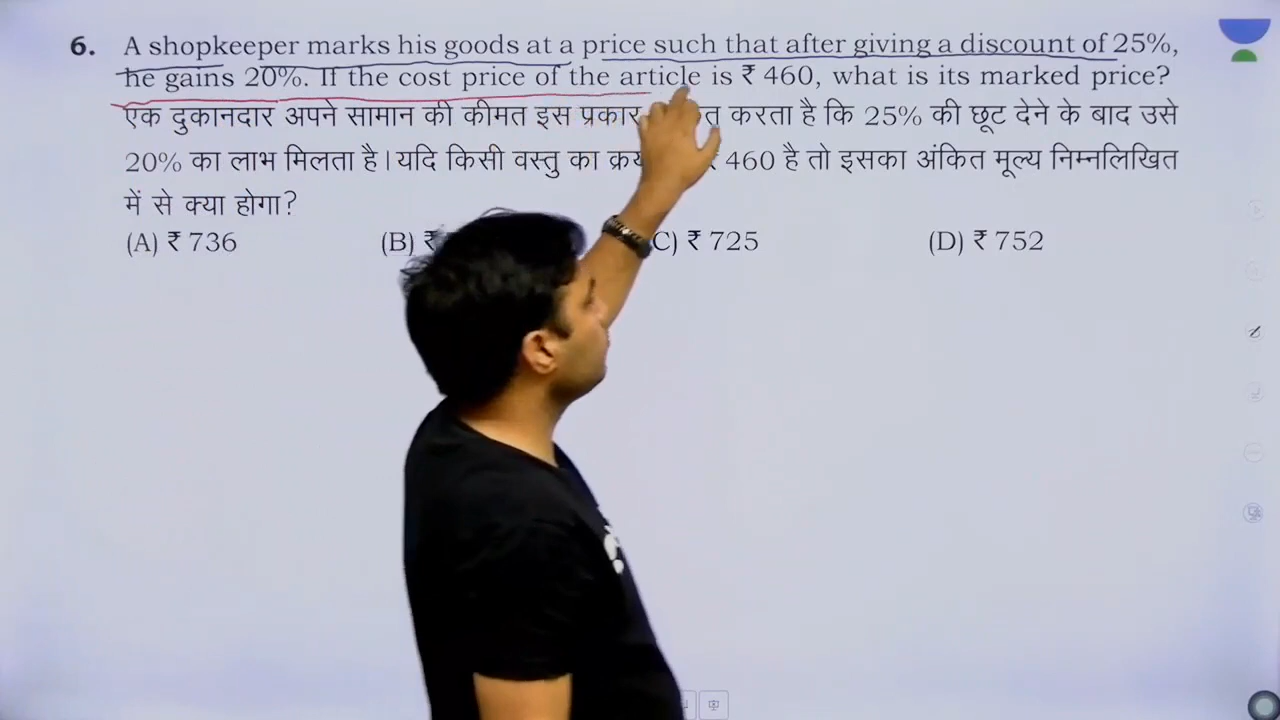 6. A shopkeeper marks his goods at a price such that after giving a discount of 25%,
he gains 20%. If the cost price of the article is ₹ 460, what is its marked price?
एक दुकानदार अपने सामान की कीमत इस प्रकार करता है कि 25% की छूट देने के बाद उसे
20% का लाभ मिलता है। यदि किसी वस्तु का 460 है तो इसका अंकित मूल्य निम्नलिखित
में से क्या होगा?
(A) ₹ 736 (B) ₹ C) ₹ 725 (D) ₹ 752